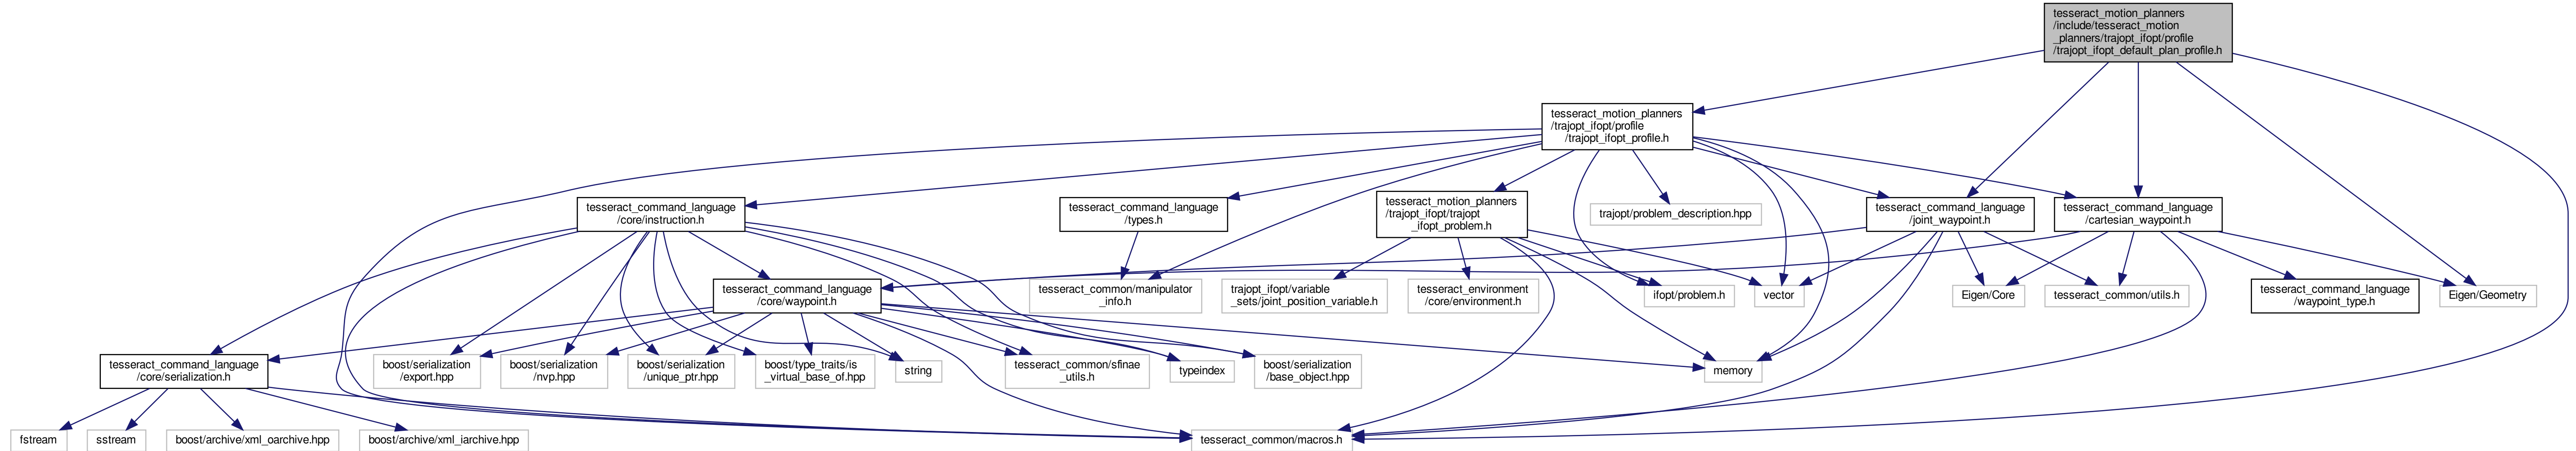 tesseract_motion_planners
/include/tesseract_motion
_planners/trajopt_ifopt/profile
/trajopt_ifopt_default_plan_profile.h
tesseract_motion_planners
/trajopt_ifopt/profile
/trajopt_ifopt_profile.h
tesseract_command_language
/core/instruction.h
tesseract_command_language
/types.h
tesseract_motion_planners
/trajopt_ifopt/trajopt
_ifopt_problem.h
trajopt/problem_description.hpp
tesseract_command_language
/joint_waypoint.h
tesseract_command_language
/cartesian_waypoint.h
tesseract_command_language
/core/waypoint.h
tesseract_common/manipulator
_info.h
trajopt_ifopt/variable
_sets/joint_position_variable.h
tesseract_environment
/core/environment.h
ifopt/problem.h
vector
Eigen/Core
tesseract_common/utils.h
tesseract_command_language
/waypoint_type.h
Eigen/Geometry
tesseract_command_language
/core/serialization.h
boost/serialization
/export.hpp
boost/serialization
/nvp.hpp
boost/serialization
/unique_ptr.hpp
boost/type_traits/is
_virtual_base_of.hpp
string
tesseract_common/sfinae
_utils.h
typeindex
boost/serialization
/base_object.hpp
memory
fstream
sstream
boost/archive/xml_oarchive.hpp
boost/archive/xml_iarchive.hpp
tesseract_common/macros.h